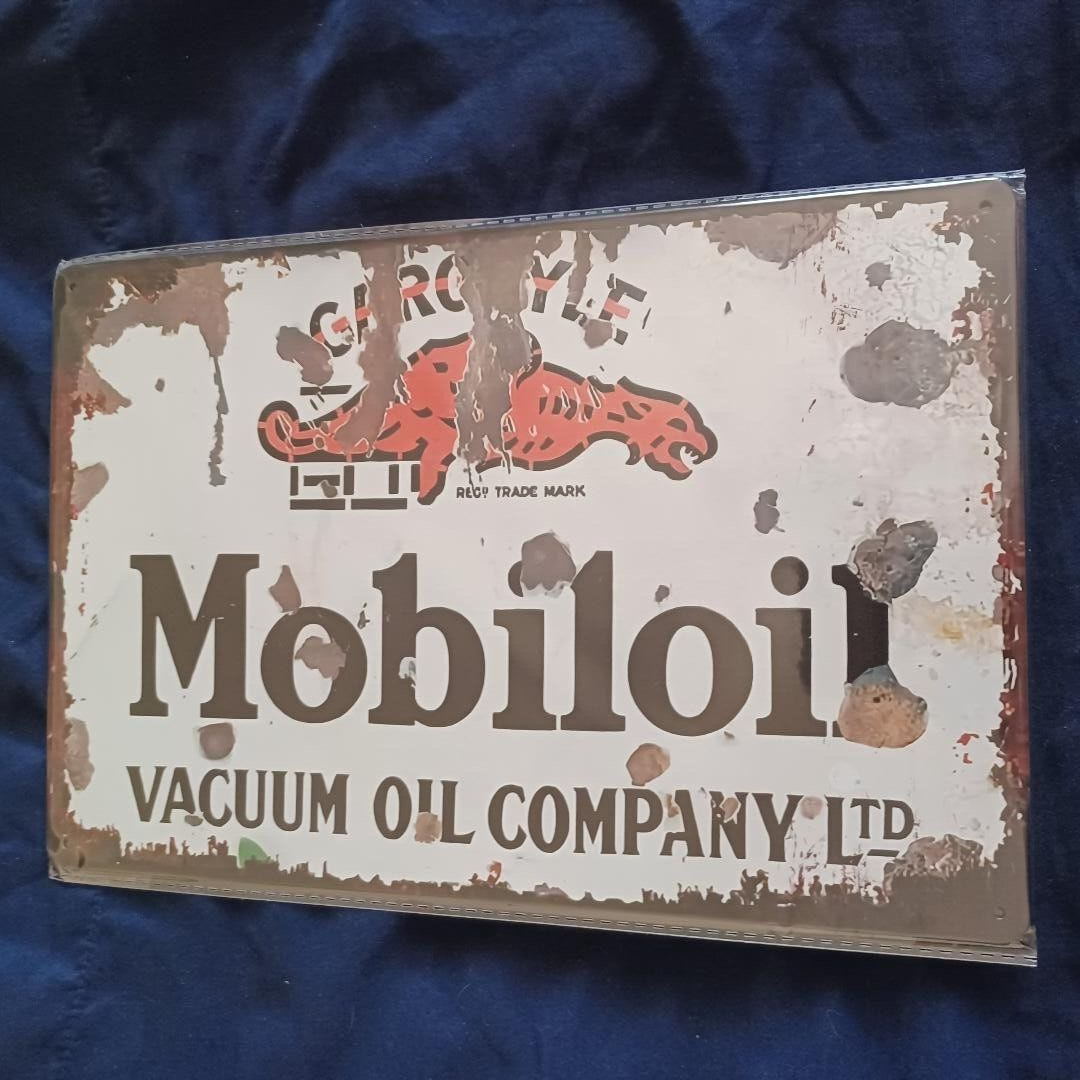 GARGOYLE
REGD TRADE MARK
Mobiloil
VACUUM OIL COMPANY LTD